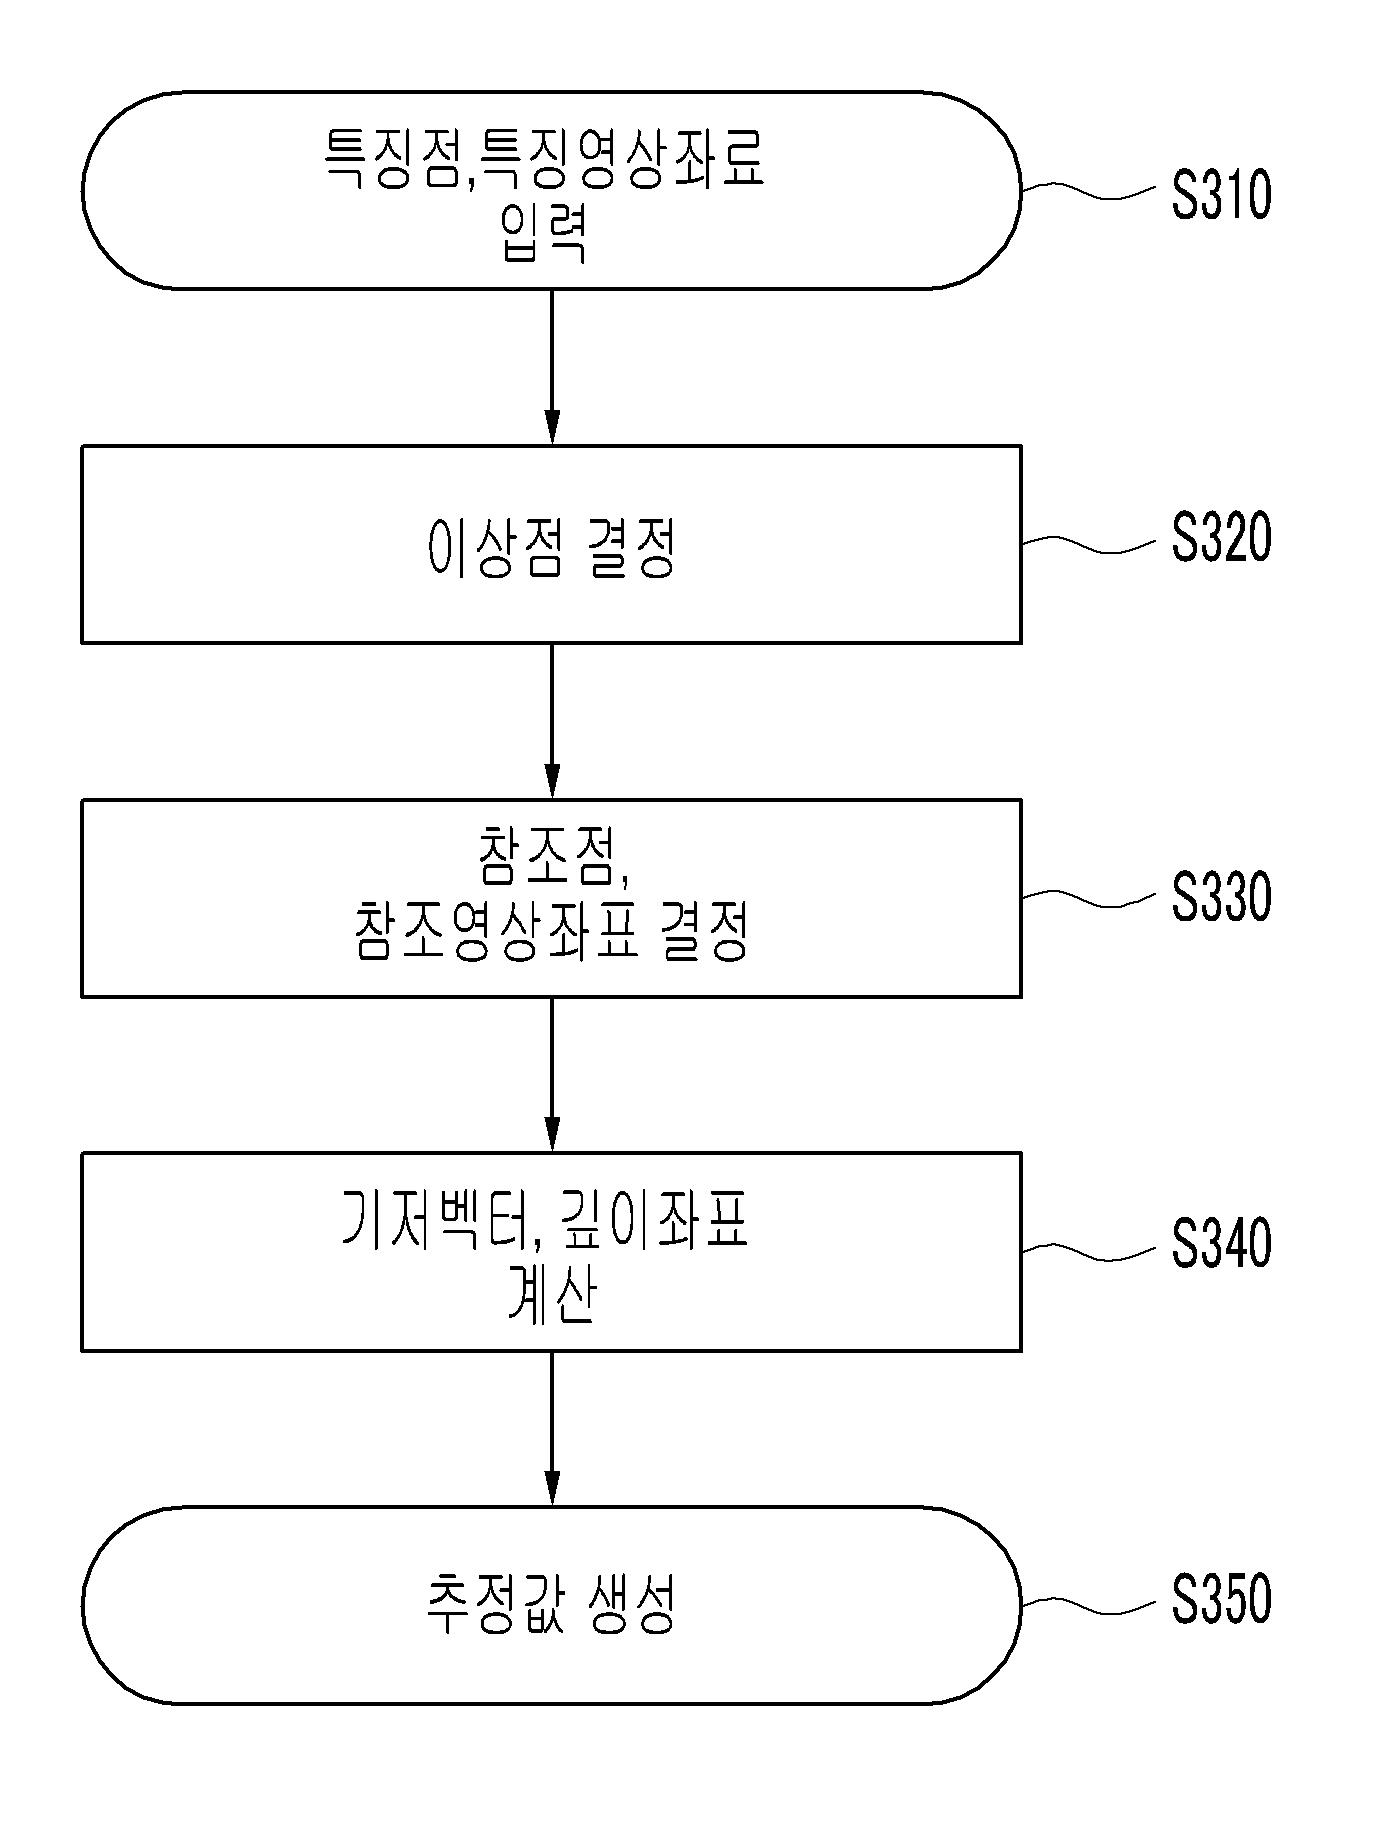 특징점,특징영상좌료
입력
S310
이상점 결정
S320
참조점,
참조영상좌표 결정
S330
기저벡터, 깊이좌표
계산
S340
추정값 생성
S350